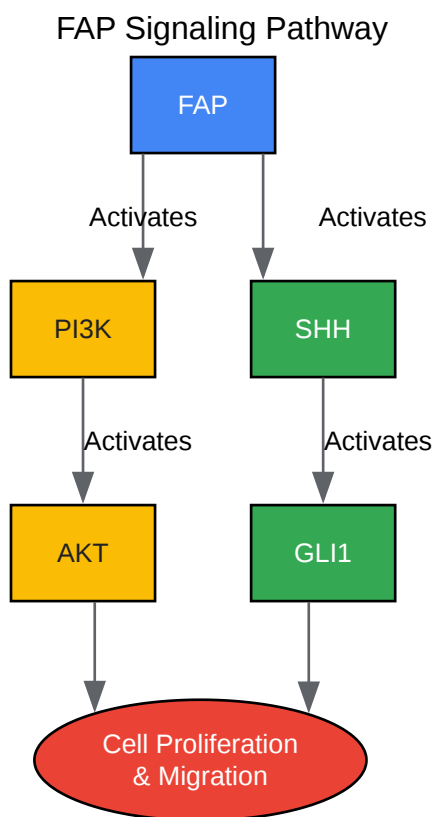 FAP Signaling Pathway
FAP
Activates
Activates
PI3K
SHH
Activates
Activates
AKT
GLI1
Cell Proliferation
& Migration